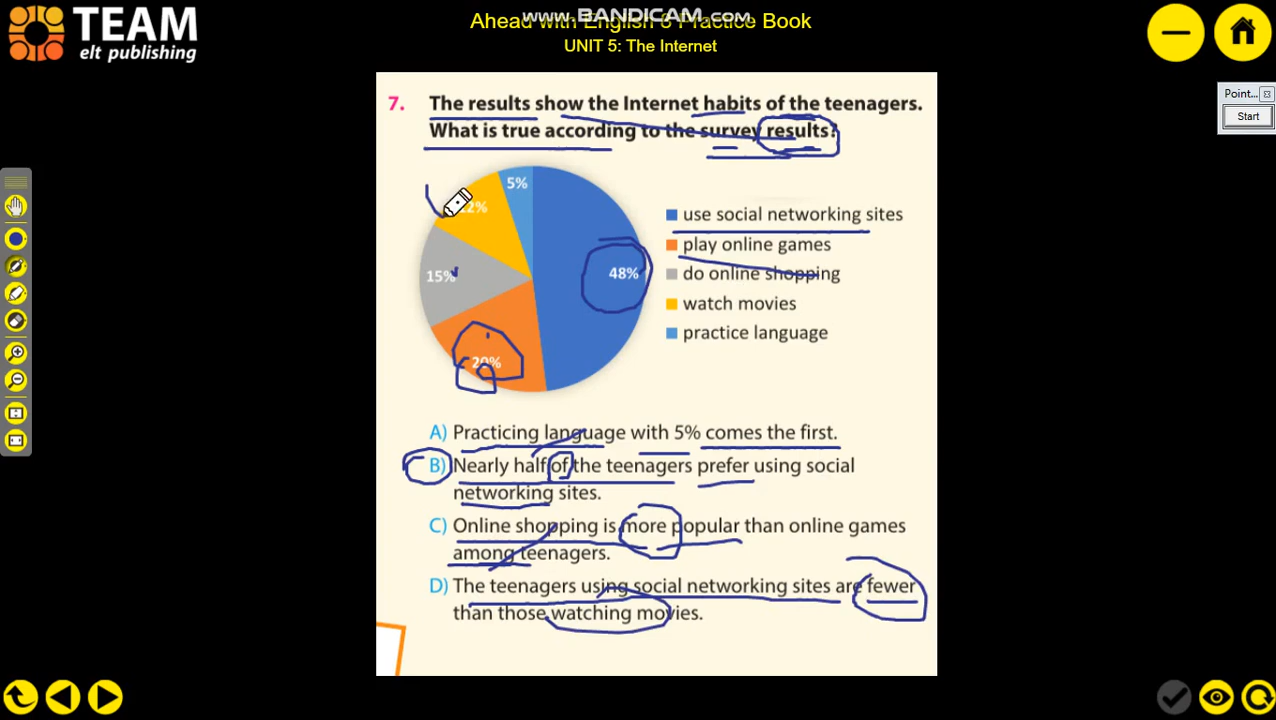 TEAM
elt publishing
www.BANDICAM.com
Ahead with English 8 Practice Book
UNIT 5: The Internet
Point...
Start
7. The results show the Internet habits of the teenagers.
What is true according to the survey results?
5%
12%
48%
15%
20%
use social networking sites
play online games
do online shopping
watch movies
practice language
A) Practicing language with 5% comes the first.
B) Nearly half of the teenagers prefer using social
networking sites.
C) Online shopping is more popular than online games
among teenagers.
D) The teenagers using social networking sites are fewer
than those watching movies.